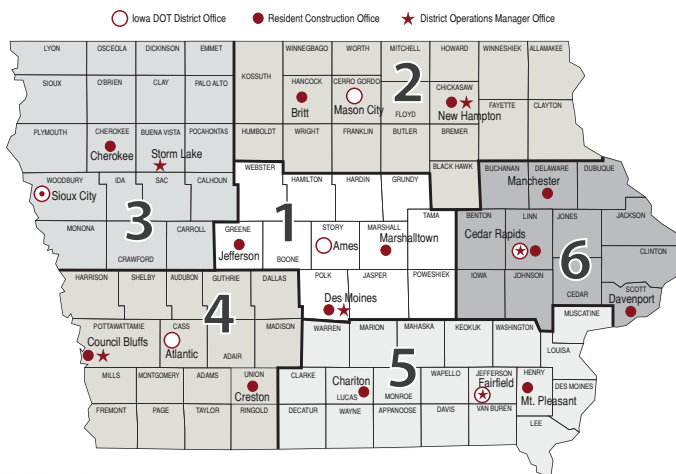 Iowa DOT District Office Resident Construction Office District Operations Manager Office
LYON OSCEOLA DICKINSON EMMET
SIOUX O'BRIEN CLAY PALO ALTO
PLYMOUTH CHEROKEE BUENA VISTA POCAHONTAS
Cherokee Storm Lake
WOODBURY IDA SAC CALHOUN
Sioux City
MONONA CRAWFORD CARROLL
3
KOSSUTH WINNEGBAGO WORTH MITCHELL HOWARD WINNESHIEK ALLAMAKEE
HANCOCK CERRO GORDO FLOYD CHICKASAW FAYETTE CLAYTON
Britt Mason City New Hampton
2
HUMBOLDT WRIGHT FRANKLIN BUTLER BREMER
BLACK HAWK
WEBSTER HAMILTON HARDIN GRUNDY
TAMA
GREENE BOONE STORY MARSHALL
Jefferson Ames Marshalltown
1
POLK JASPER POWESHIEK
Des Moines
BUCHANAN DELAWARE DUBUQUE
Manchester
BENTON LINN JONES JACKSON
Cedar Rapids
CLINTON
6
IOWA JOHNSON CEDAR SCOTT
Davenport
MUSCATINE
HARRISON SHELBY AUDUBON GUTHRIE DALLAS
4
POTTAWATTAMIE CASS ADAIR MADISON
Council Bluffs Atlantic
MILLS MONTGOMERY ADAMS UNION
Creston
FREMONT PAGE TAYLOR RINGOLD
WARREN MARION MAHASKA KEOKUK WASHINGTON
LOUISA
5
CLARKE LUCAS MONROE WAPELLO JEFFERSON HENRY DES MOINES
Chariton Fairfield Mt. Pleasant
DECATUR WAYNE APPANOOSE DAVIS VAN BUREN LEE